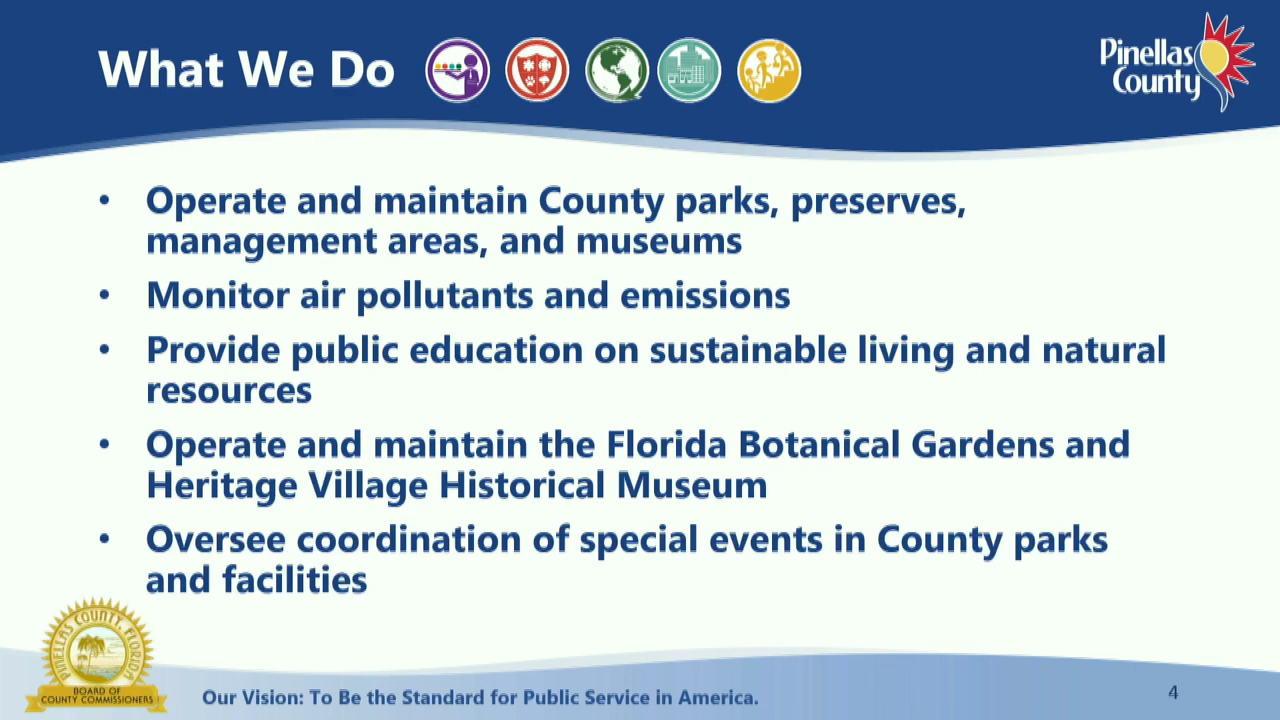 What We Do
Pinellas
County
• Operate and maintain County parks, preserves,
management areas, and museums
• Monitor air pollutants and emissions
• Provide public education on sustainable living and natural
resources
• Operate and maintain the Florida Botanical Gardens and
Heritage Village Historical Museum
• Oversee coordination of special events in County parks
and facilities
PINELLAS COUNTY, FLORIDA
BOARD OF
COUNTY COMMISSIONERS
Our Vision: To Be the Standard for Public Service in America.
4